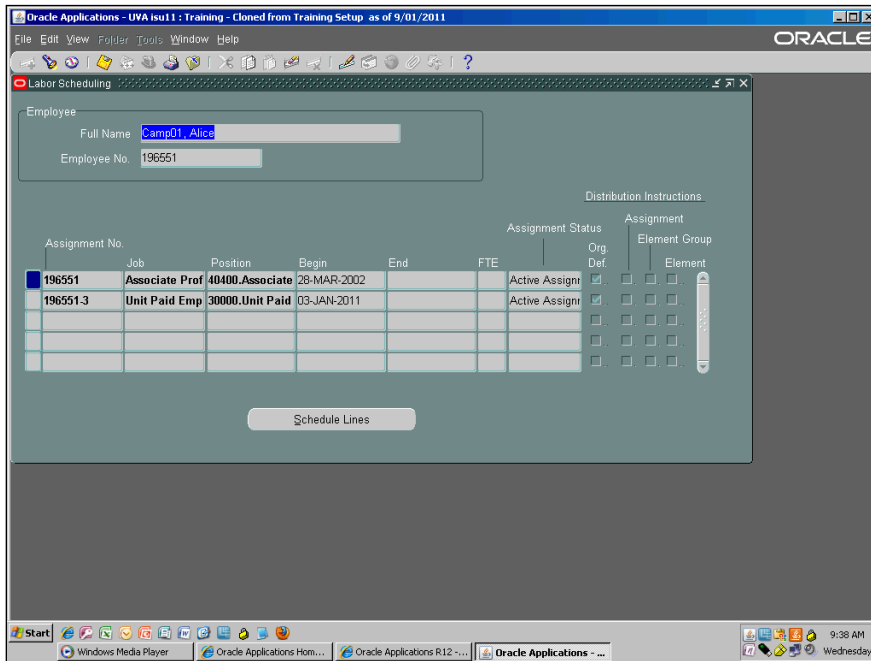 Oracle Applications - UVA isu11 : Training - Cloned from Training Setup as of 9/01/2011
File Edit View Folder Tools Window Help
ORACLE
Labor Scheduling
Employee
Full Name Camp01, Alice
Employee No. 196551
Distribution Instructions
Assignment Status Assignment
Assignment No. Org. Element Group
Job Position Begin End FTE Def. Element
196551 Associate Prof 40400.Associate 28-MAR-2002 Active Assignr
196551-3 Unit Paid Emp 30000.Unit Paid 03-JAN-2011 Active Assignr
Schedule Lines
Start 9:38 AM
Windows Media Player Oracle Applications Hom... Oracle Applications R12 -... Oracle Applications - ... Wednesday